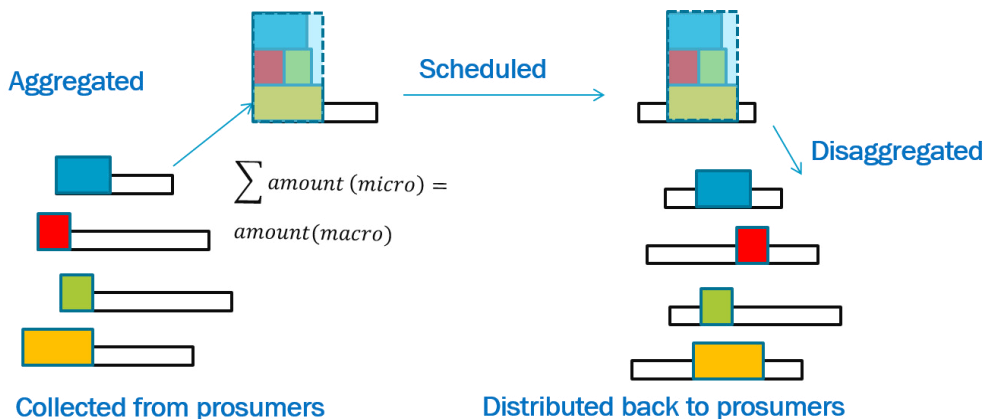 Aggregated
Scheduled
Disaggregated
∑ amount (micro) =
amount(macro)
Collected from prosumers
Distributed back to prosumers